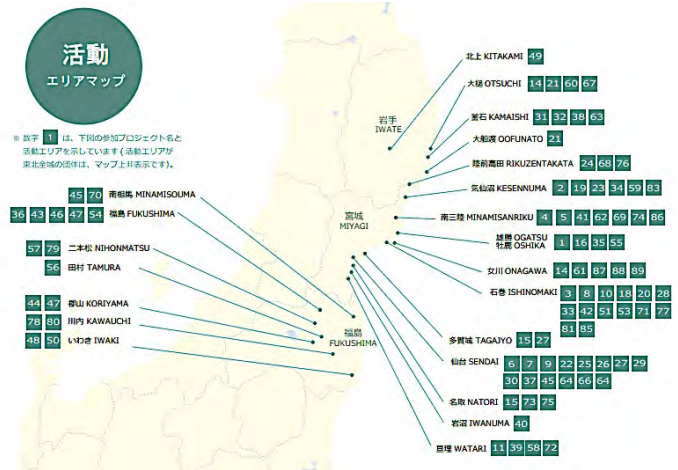 活動
エリアマップ
※ 数字 1 は、下図の参加プロジェクト名と
活動エリアを示しています（活動エリアが
東北全域の団体は、マップ上非表示です）。
岩手
IWATE
宮城
MIYAGI
福島
FUKUSHIMA
北上 KITAKAMI 49
大槌 OTSUCHI 14 21 60 67
釜石 KAMAISHI 31 32 38 63
大船渡 OOFUNATO 21
陸前高田 RIKUZENTAKATA 24 68 76
気仙沼 KESENNUMA 2 19 23 34 59 83
南三陸 MINAMISANRIKU 4 5 41 62 69 74 86
雄勝 OGATSU
牡鹿 OSHIKA 1 16 35 55
女川 ONAGAWA 14 61 87 88 89
石巻 ISHINOMAKI 3 8 10 18 20 28
33 42 51 53 71 77
81 85
多賀城 TAGAJYO 15 27
仙台 SENDAI 6 7 9 22 25 26 27 29
30 37 45 64 66 64
名取 NATORI 15 73 75
岩沼 IWANUMA 40
亘理 WATARI 11 39 58 72
45 70 南相馬 MINAMISOUMA
36 43 46 47 54 福島 FUKUSHIMA
57 79 二本松 NIHONMATSU
56 田村 TAMURA
44 47 郡山 KORIYAMA
78 80 川内 KAWAUCHI
48 50 いわき IWAKI